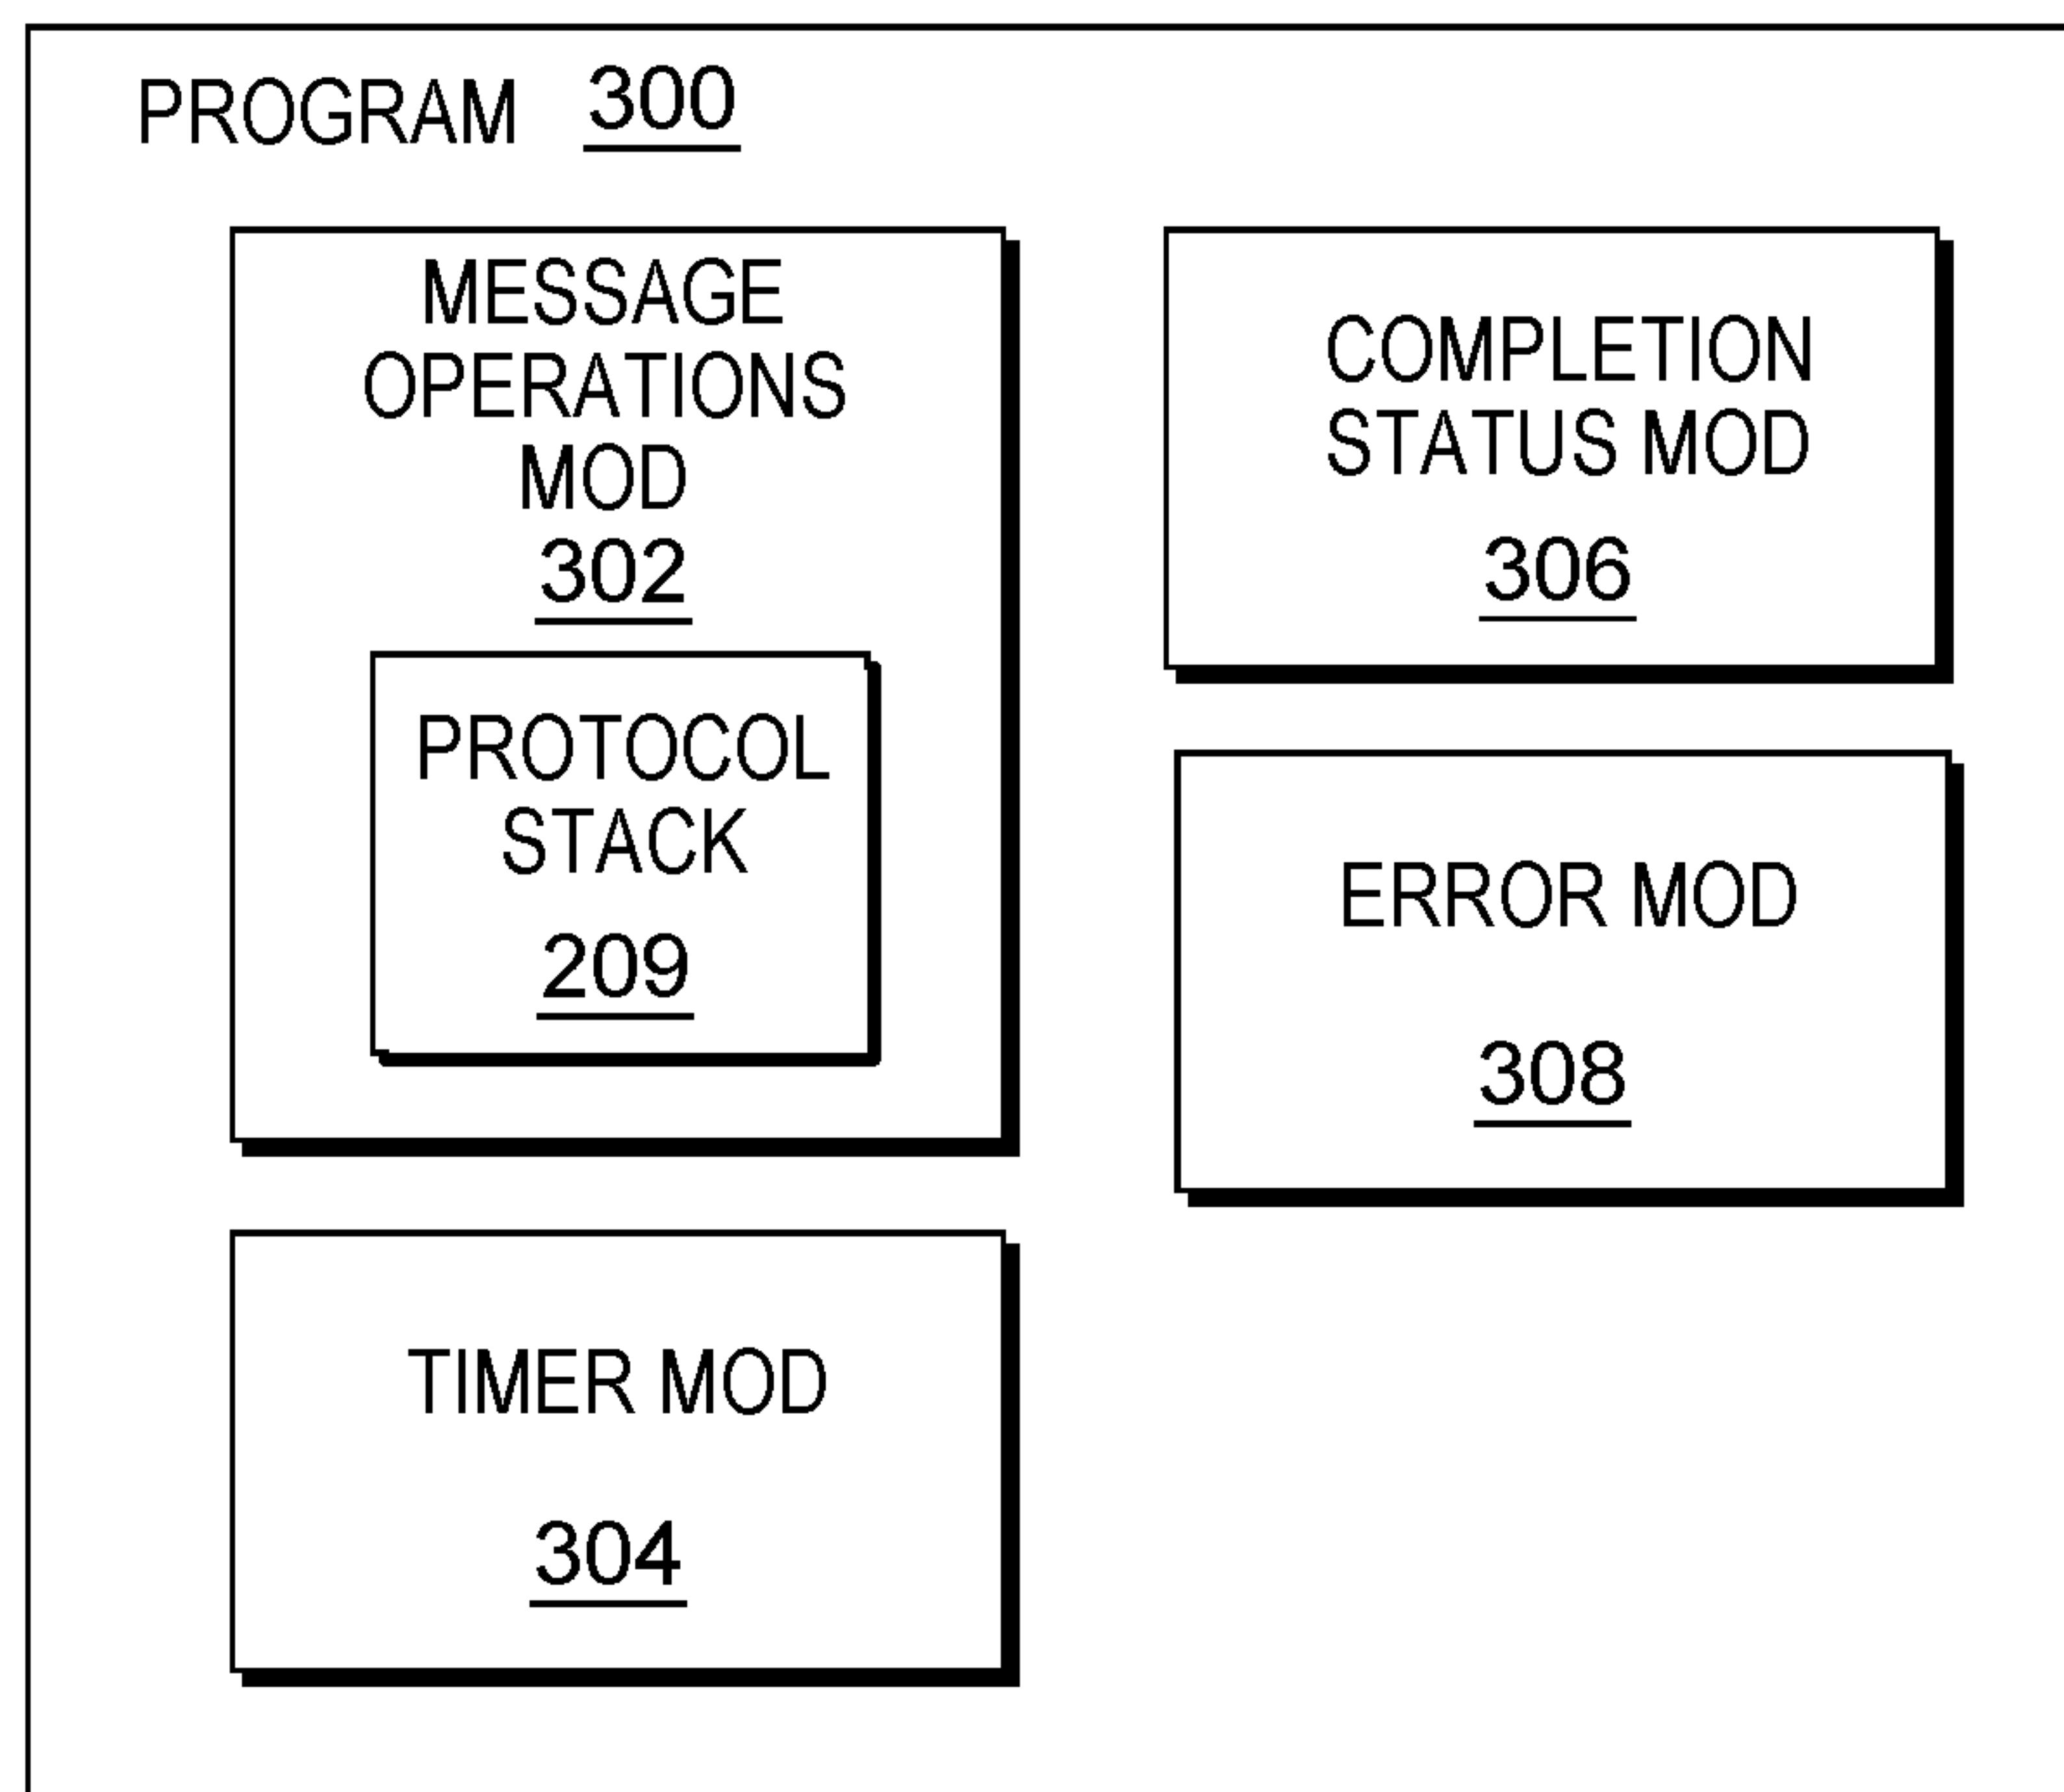 PROGRAM 300
MESSAGE
OPERATIONS
MOD
302
PROTOCOL
STACK
209
TIMER MOD
304
COMPLETION
STATUS MOD
306
ERROR MOD
308